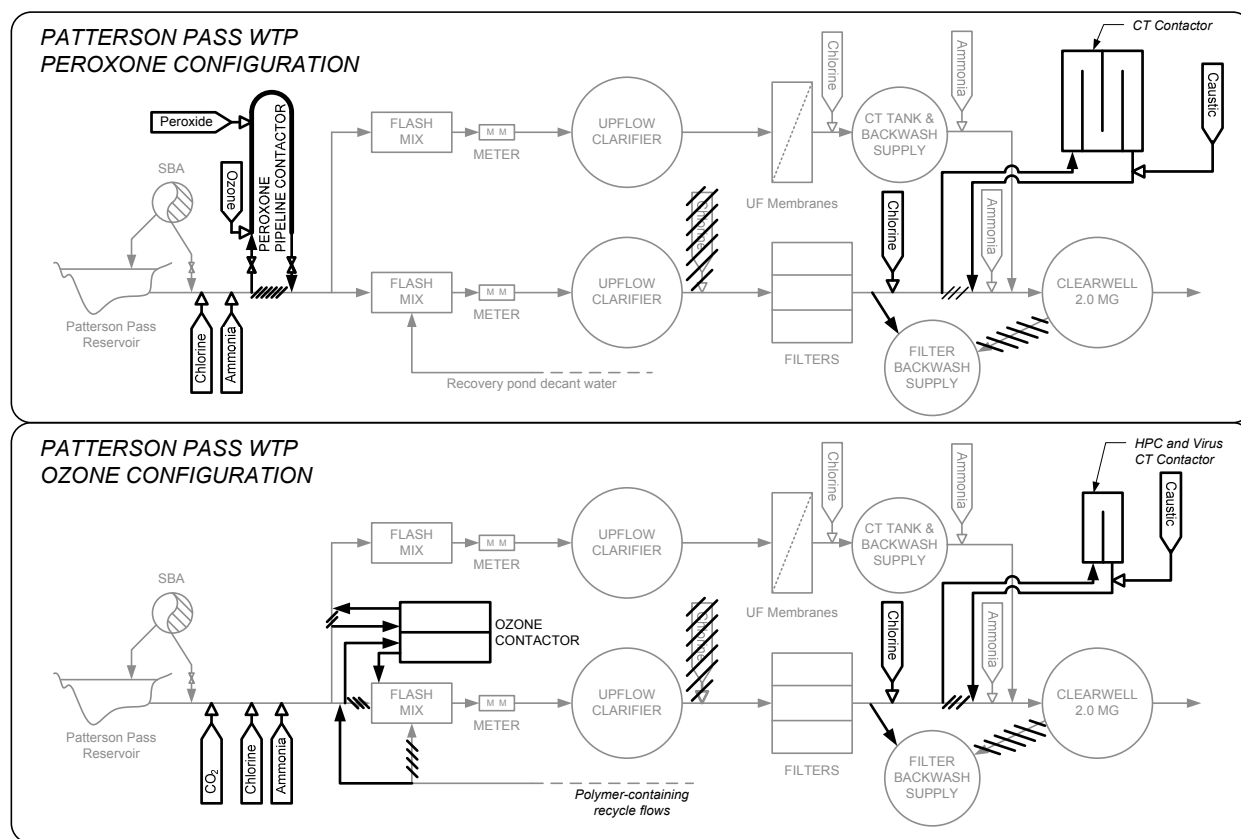 PATTERSON PASS WTP
PEROXONE CONFIGURATION
CT Contactor
Peroxide
Ozone
PEROXONE
PIPELINE CONTACTOR
SBA
Patterson Pass
Reservoir
Chlorine
Ammonia
FLASH
MIX
M M
METER
UPFLOW
CLARIFIER
UF Membranes
Chlorine
CT TANK &
BACKWASH
SUPPLY
Ammonia
Caustic
FLASH
MIX
M M
METER
UPFLOW
CLARIFIER
Chlorine
FILTERS
Chlorine
Ammonia
CLEARWELL
2.0 MG
FILTER
BACKWASH
SUPPLY
Recovery pond decant water
PATTERSON PASS WTP
OZONE CONFIGURATION
HPC and Virus
CT Contactor
SBA
Patterson Pass
Reservoir
CO2
Chlorine
Ammonia
FLASH
MIX
M M
METER
UPFLOW
CLARIFIER
UF Membranes
Chlorine
CT TANK &
BACKWASH
SUPPLY
Ammonia
Caustic
OZONE
CONTACTOR
FLASH
MIX
M M
METER
UPFLOW
CLARIFIER
Chlorine
FILTERS
Chlorine
Ammonia
CLEARWELL
2.0 MG
FILTER
BACKWASH
SUPPLY
Polymer-containing
recycle flows